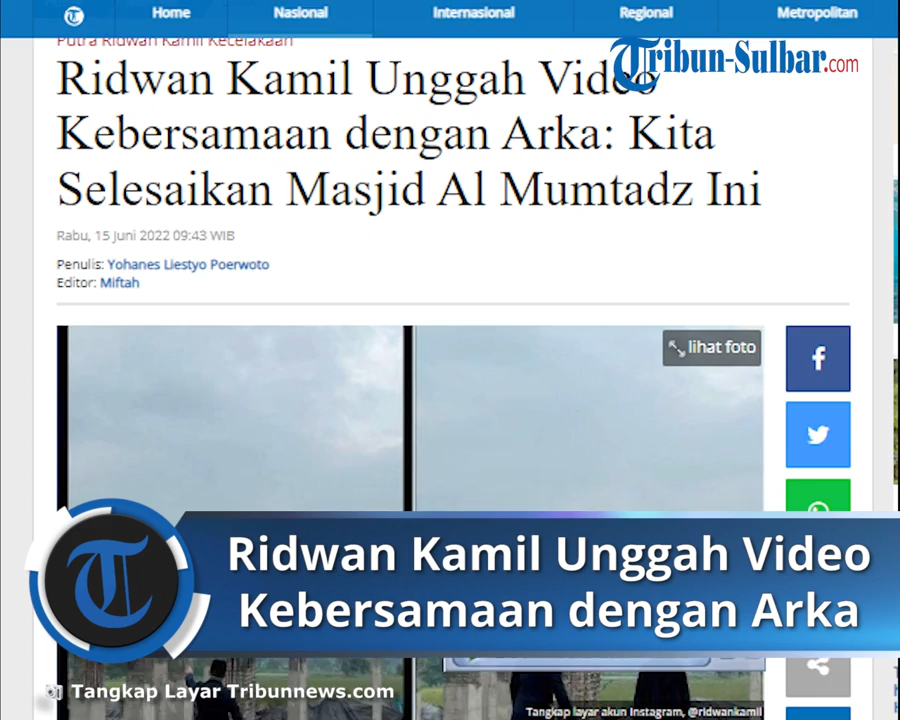 Home Nasional Internasional Regional Metropolitan
Putra Ridwan Kamil Kecelakaan
Tribun-Sulbar.com
Ridwan Kamil Unggah Video
Kebersamaan dengan Arka: Kita
Selesaikan Masjid Al Mumtadz Ini
Rabu, 15 Juni 2022 09:43 WIB
Penulis: Yohanes Liestyo Poerwoto
Editor: Miftah
lihat foto
Ridwan Kamil Unggah Video
Kebersamaan dengan Arka
Tangkap Layar Tribunnews.com
Tangkap layar akun Instagram, @ridwankamil